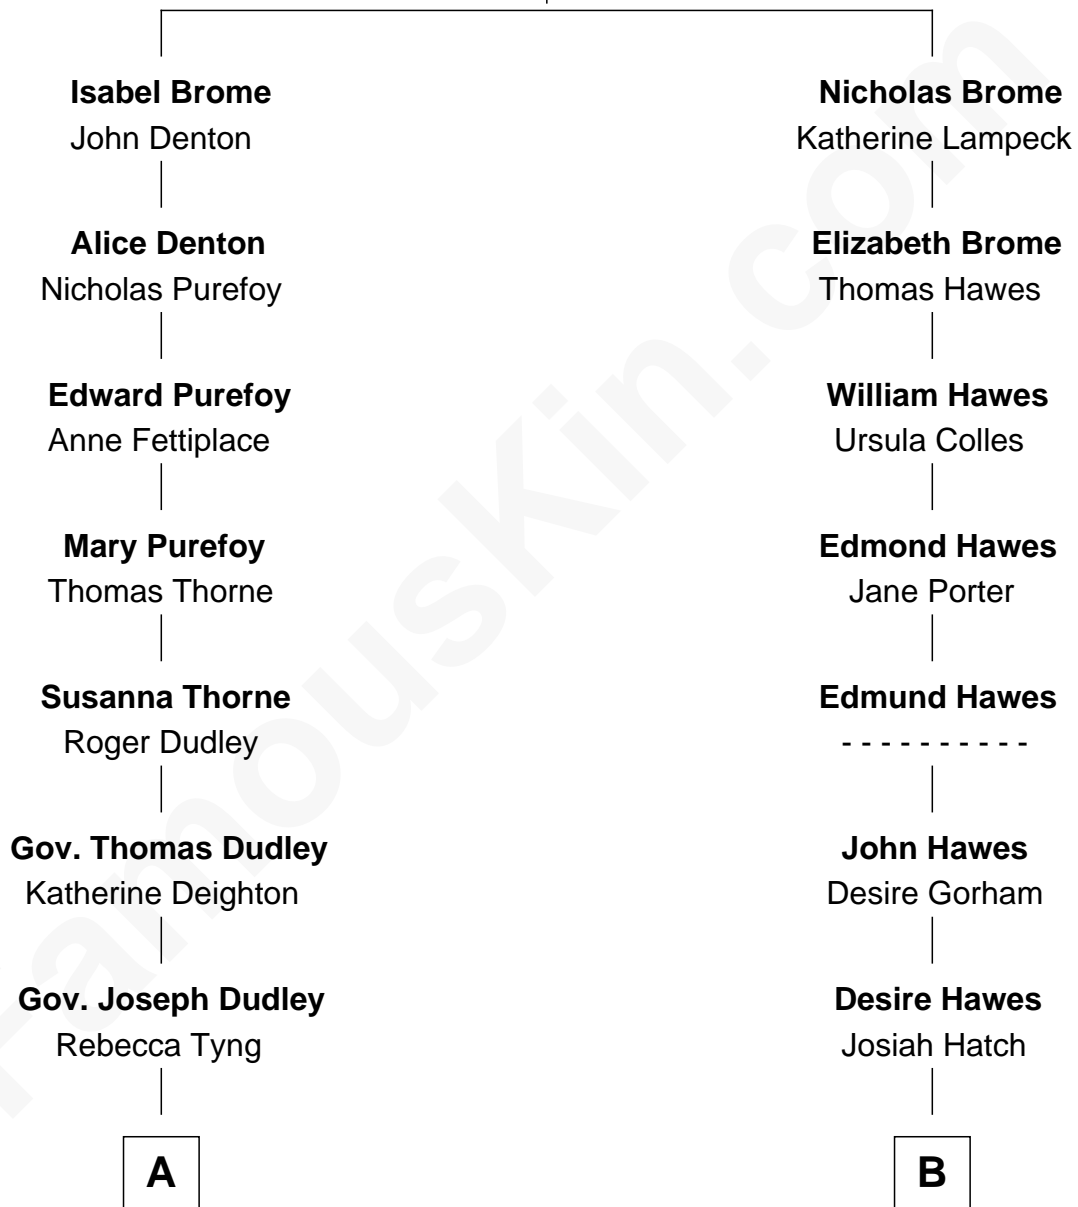 Isabel Brome
John Denton
Alice Denton
Nicholas Purefoy
Edward Purefoy
Anne Fettiplace
Mary Purefoy
Thomas Thorne
Susanna Thorne
Roger Dudley
Gov. Thomas Dudley
Katherine Deighton
Gov. Joseph Dudley
Rebecca Tyng
A
Nicholas Brome
Katherine Lampeck
Elizabeth Brome
Thomas Hawes
William Hawes
Ursula Colles
Edmond Hawes
Jane Porter
Edmund Hawes
- - - - - - - - - -
John Hawes
Desire Gorham
Desire Hawes
Josiah Hatch
B
FamousKin.com